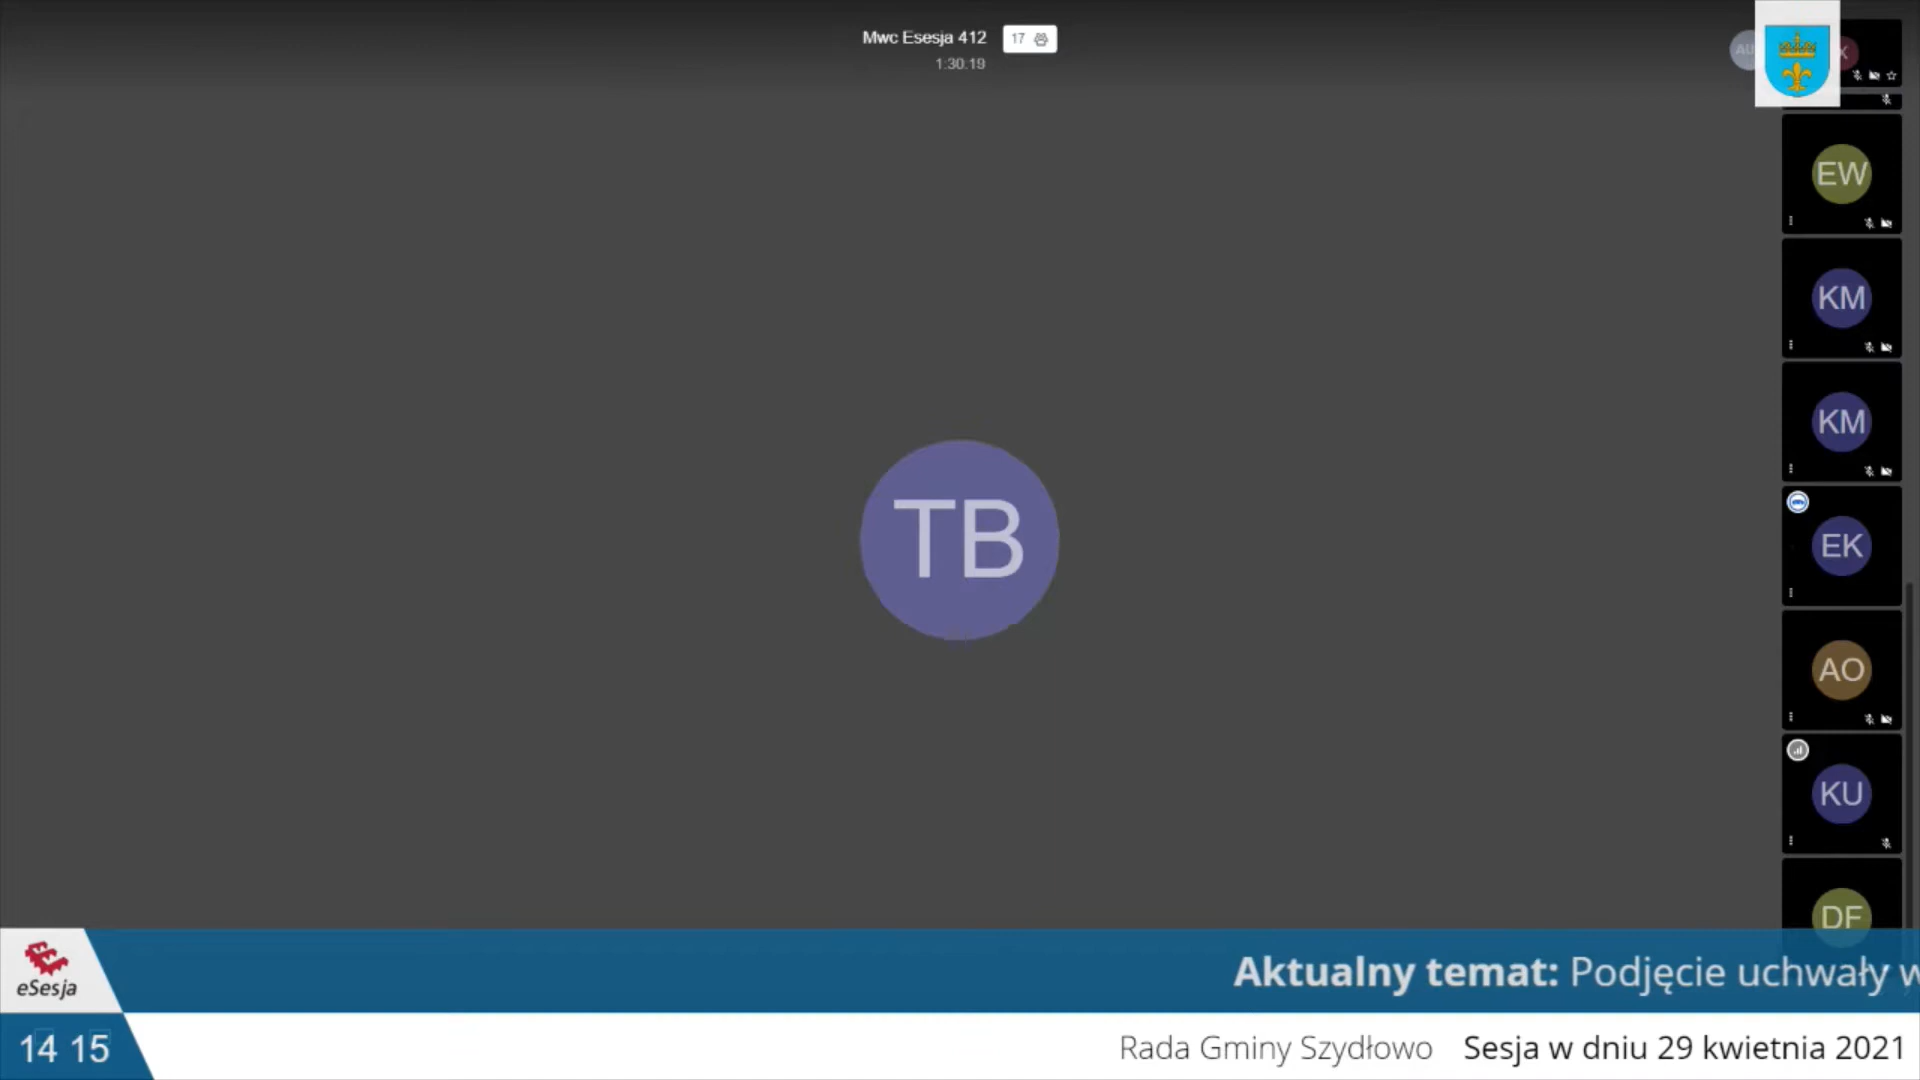 Mwc Esesja 412 17
1:30:19
AU
K
EW
KM
KM
EK
AO
KU
DF
TB
eSesja
Aktualny temat: Podjęcie uchwały w
14 15
Rada Gminy Szydłowo Sesja w dniu 29 kwietnia 2021